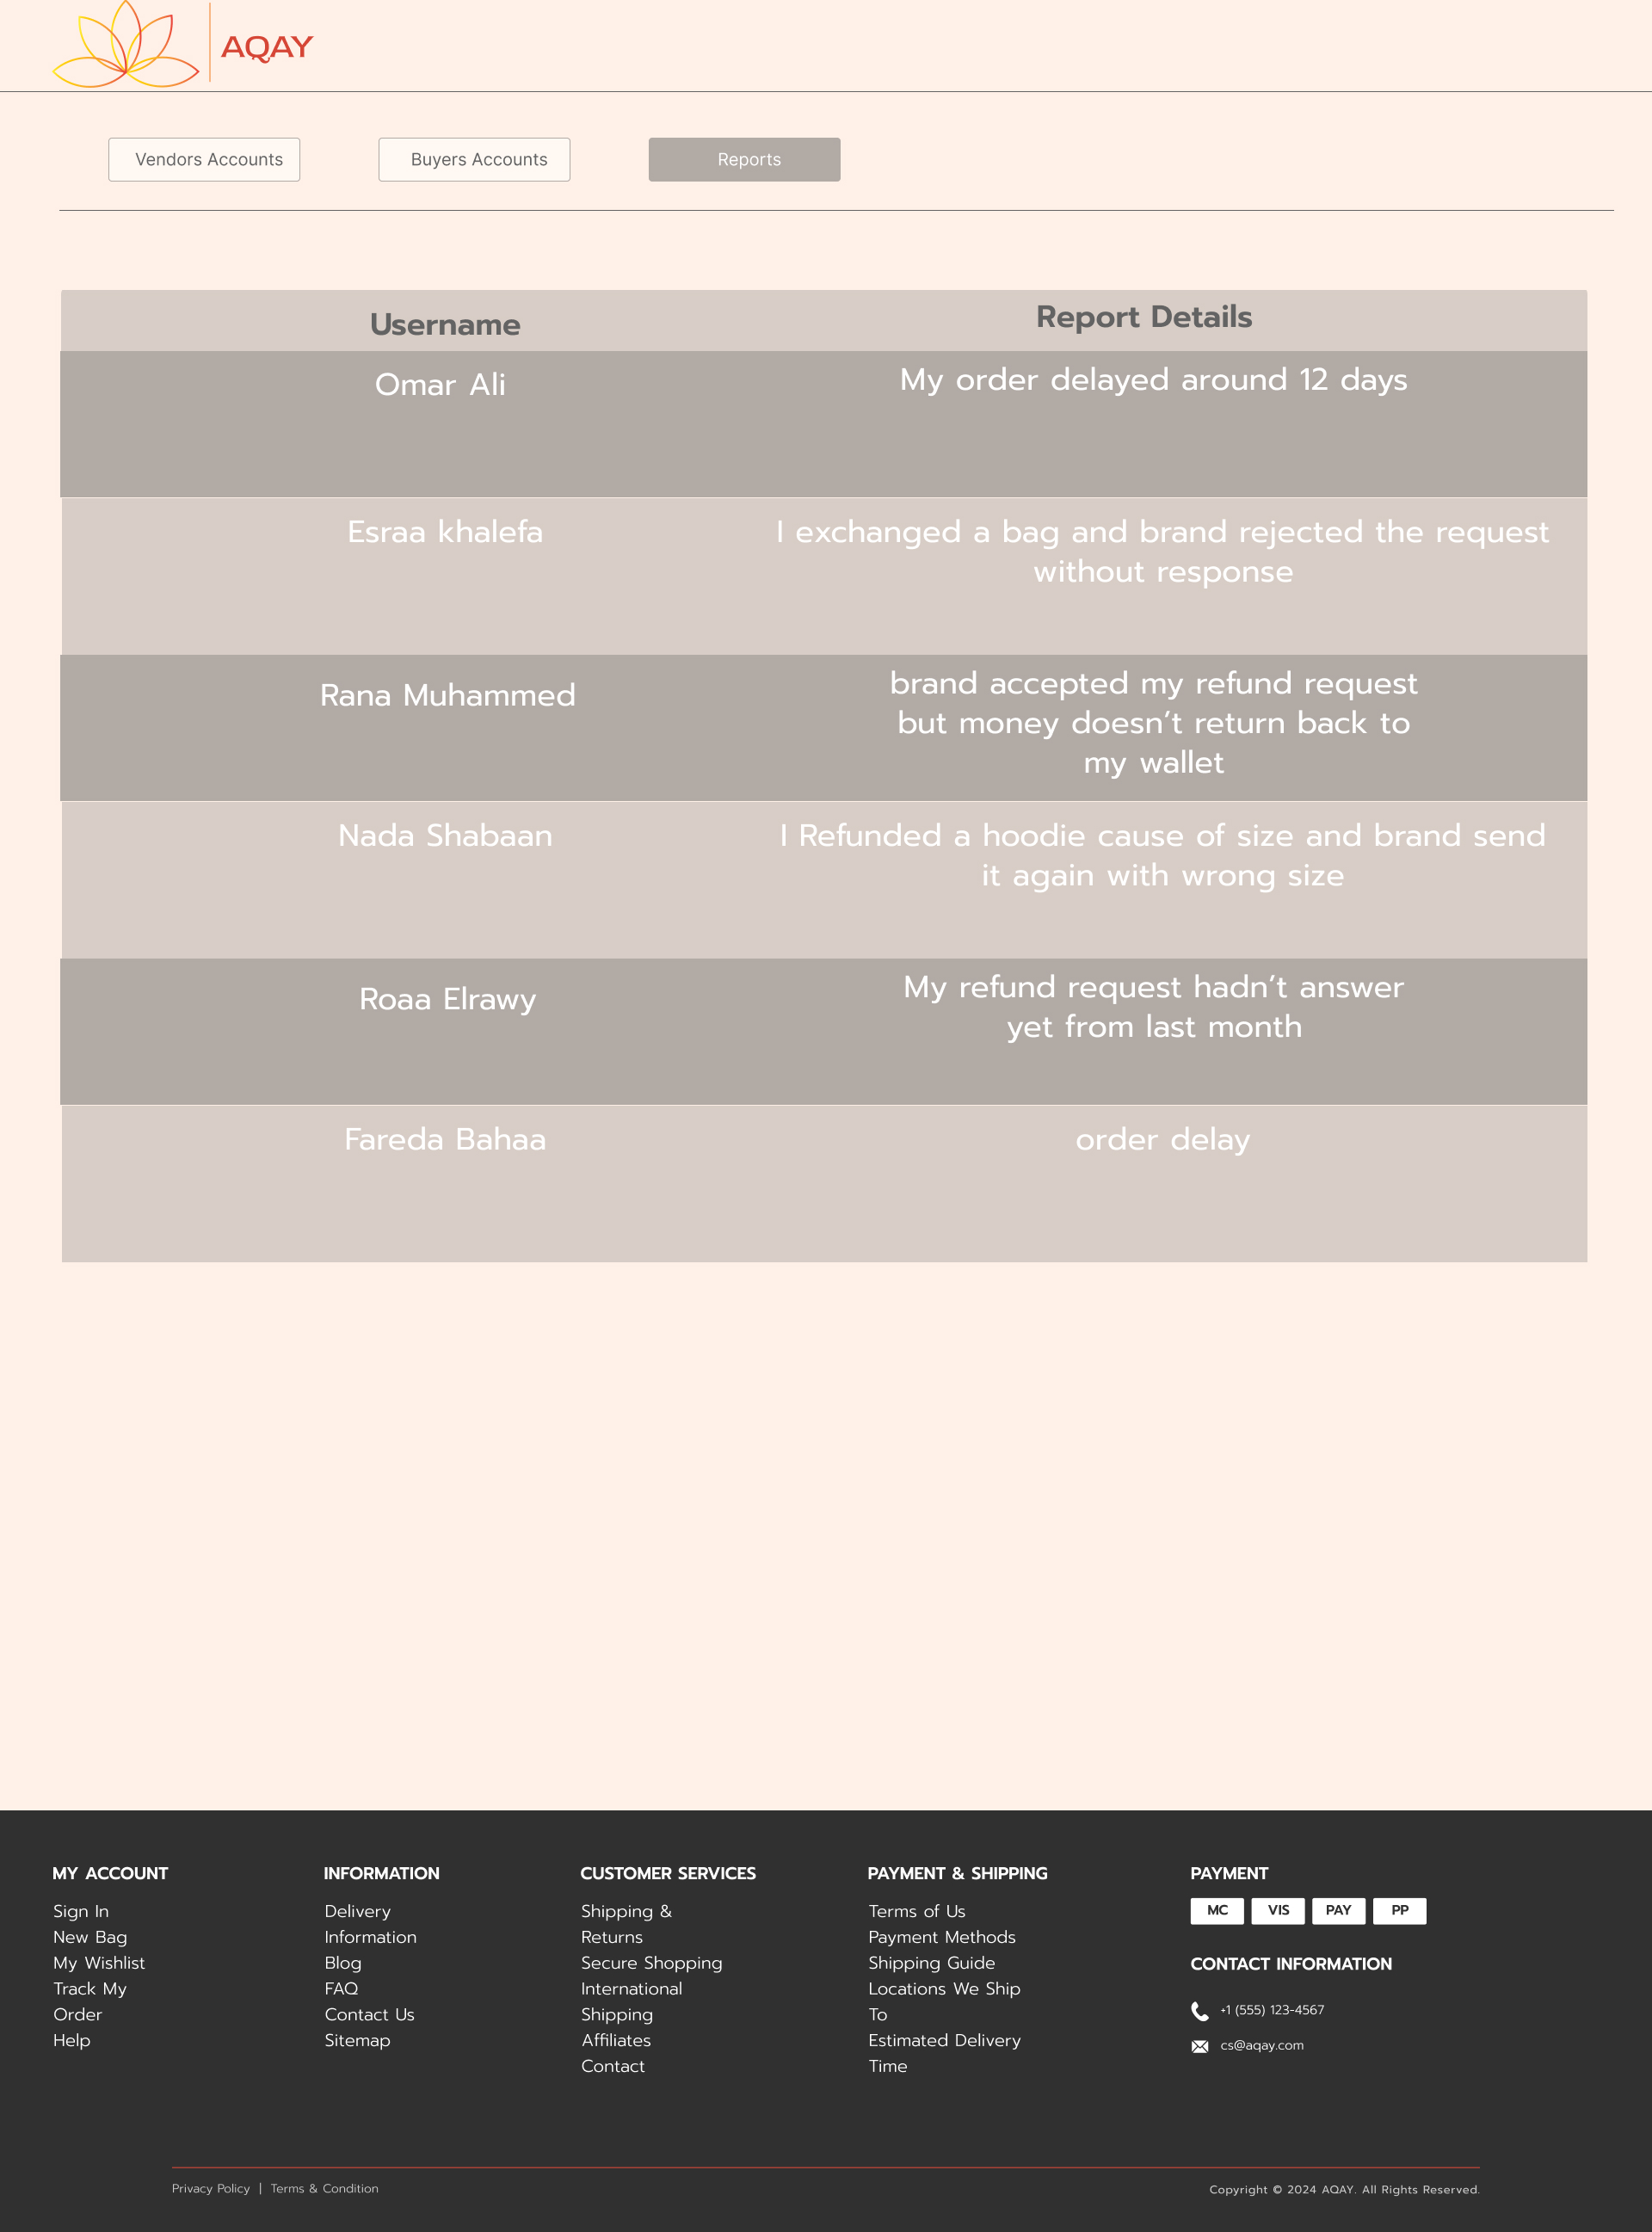 AQAY
Vendors Accounts
Buyers Accounts
Reports
Username
Report Details
Omar Ali
My order delayed around 12 days
Esraa khalefa
I exchanged a bag and brand rejected the request
without response
Rana Muhammed
brand accepted my refund request
but money doesn’t return back to
my wallet
Nada Shabaan
I Refunded a hoodie cause of size and brand send
it again with wrong size
Roaa Elrawy
My refund request hadn’t answer
yet from last month
Fareda Bahaa
order delay
MY ACCOUNT
Sign In
New Bag
My Wishlist
Track My
Order
Help
INFORMATION
Delivery
Information
Blog
FAQ
Contact Us
Sitemap
CUSTOMER SERVICES
Shipping &
Returns
Secure Shopping
International
Shipping
Affiliates
Contact
PAYMENT & SHIPPING
Terms of Us
Payment Methods
Shipping Guide
Locations We Ship
To
Estimated Delivery
Time
PAYMENT
MC
VIS
PAY
PP
CONTACT INFORMATION
+1 (555) 123-4567
cs@aqay.com
Privacy Policy | Terms & Condition
Copyright © 2024 AQAY. All Rights Reserved.